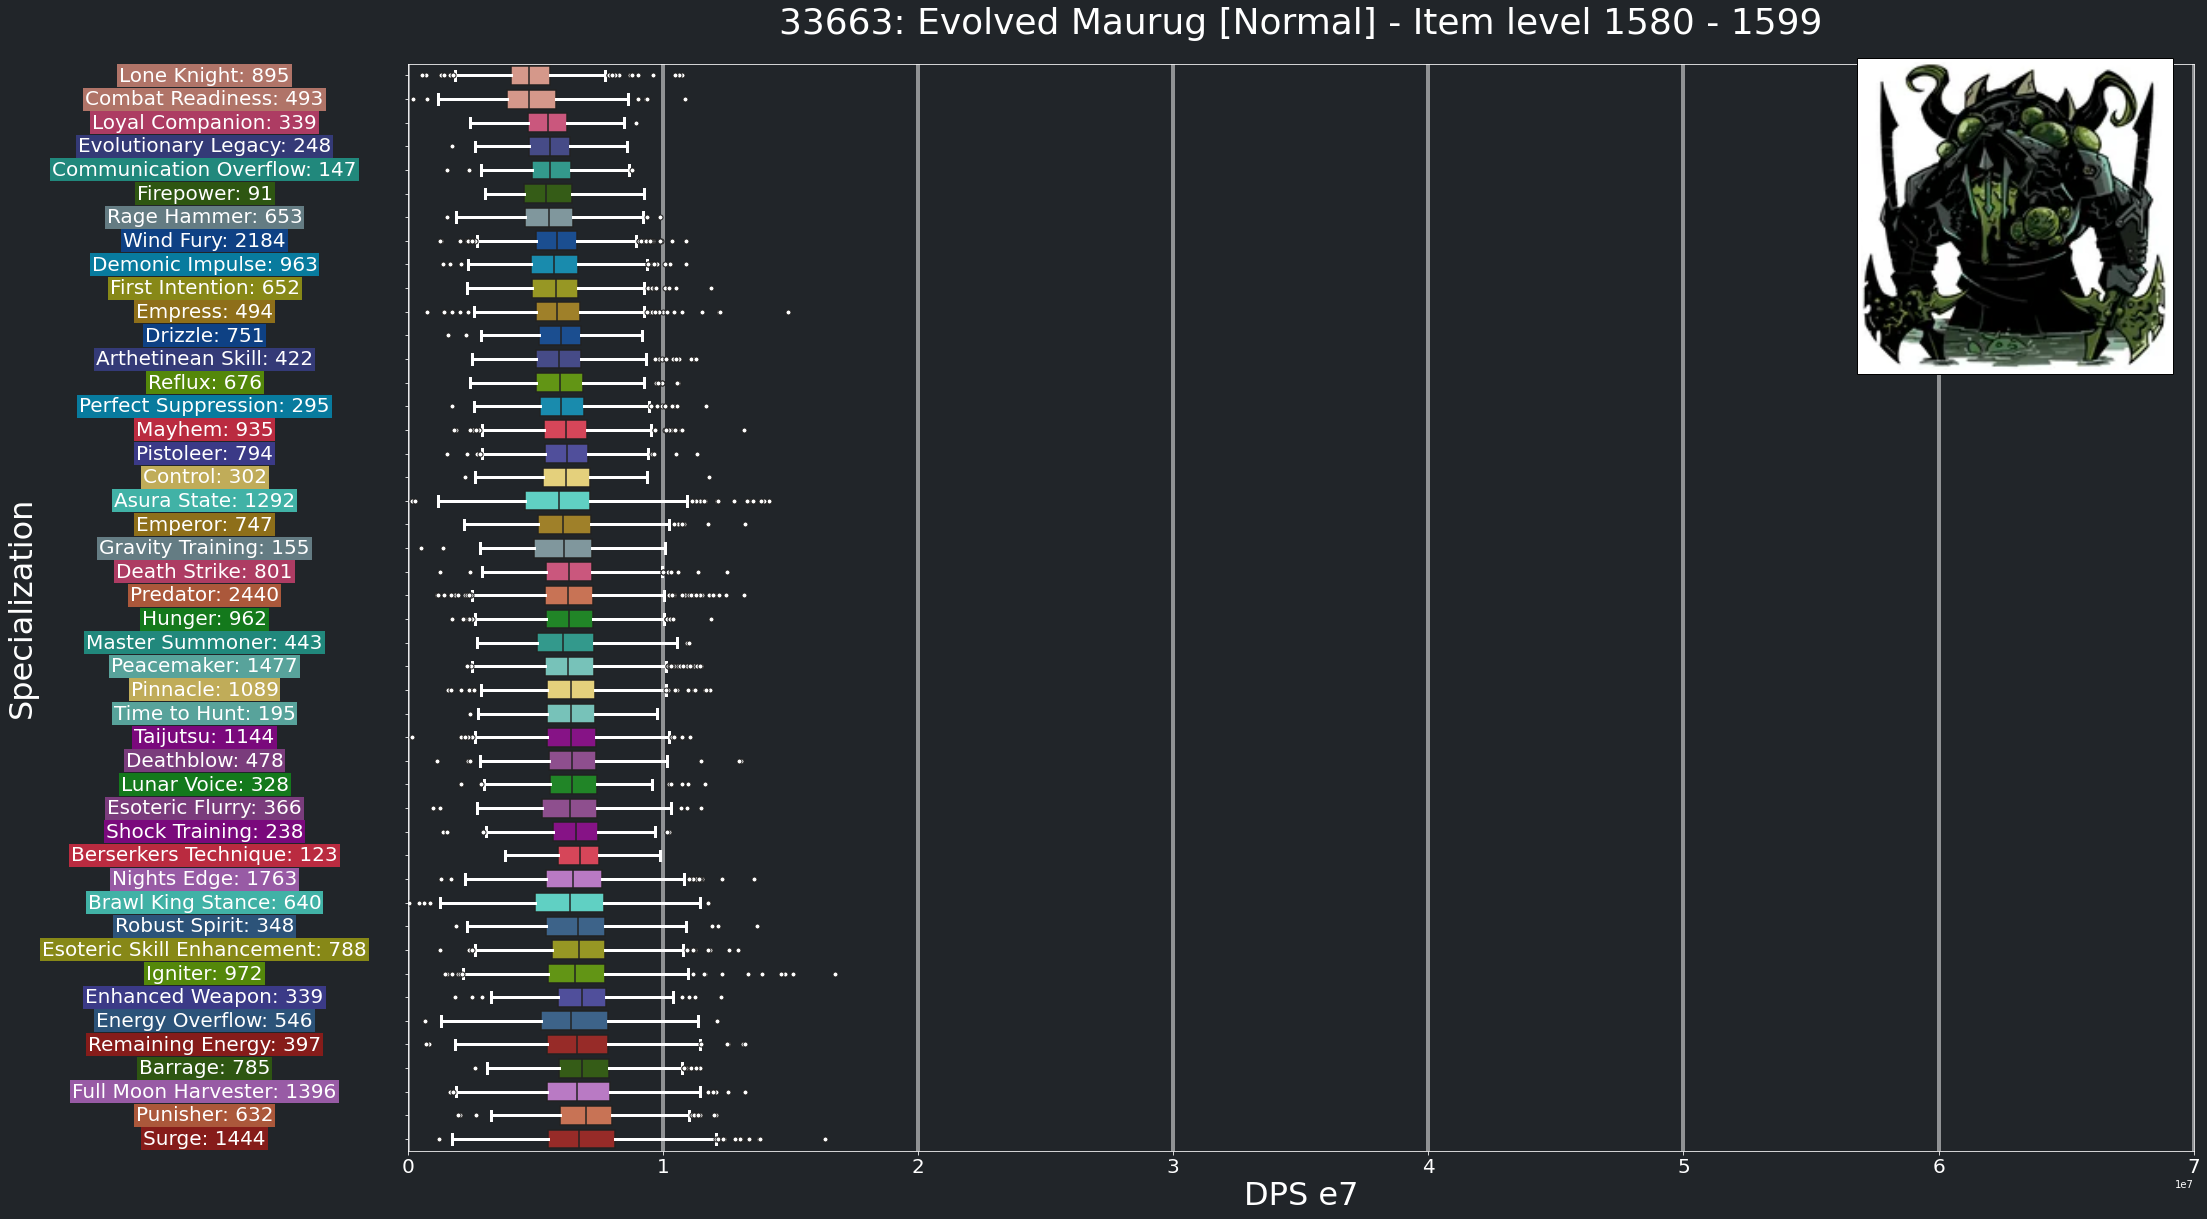 33663: Evolved Maurug [Normal] - Item level 1580 - 1599
Specialization
Lone Knight: 895
Combat Readiness: 493
Loyal Companion: 339
Evolutionary Legacy: 248
Communication Overflow: 147
Firepower: 91
Rage Hammer: 653
Wind Fury: 2184
Demonic Impulse: 963
First Intention: 652
Empress: 494
Drizzle: 751
Arthetinean Skill: 422
Reflux: 676
Perfect Suppression: 295
Mayhem: 935
Pistoleer: 794
Control: 302
Asura State: 1292
Emperor: 747
Gravity Training: 155
Death Strike: 801
Predator: 2440
Hunger: 962
Master Summoner: 443
Peacemaker: 1477
Pinnacle: 1089
Time to Hunt: 195
Taijutsu: 1144
Deathblow: 478
Lunar Voice: 328
Esoteric Flurry: 366
Shock Training: 238
Berserkers Technique: 123
Nights Edge: 1763
Brawl King Stance: 640
Robust Spirit: 348
Esoteric Skill Enhancement: 788
Igniter: 972
Enhanced Weapon: 339
Energy Overflow: 546
Remaining Energy: 397
Barrage: 785
Full Moon Harvester: 1396
Punisher: 632
Surge: 1444
0 1 2 3 4 5 6 7
1e7
DPS e7